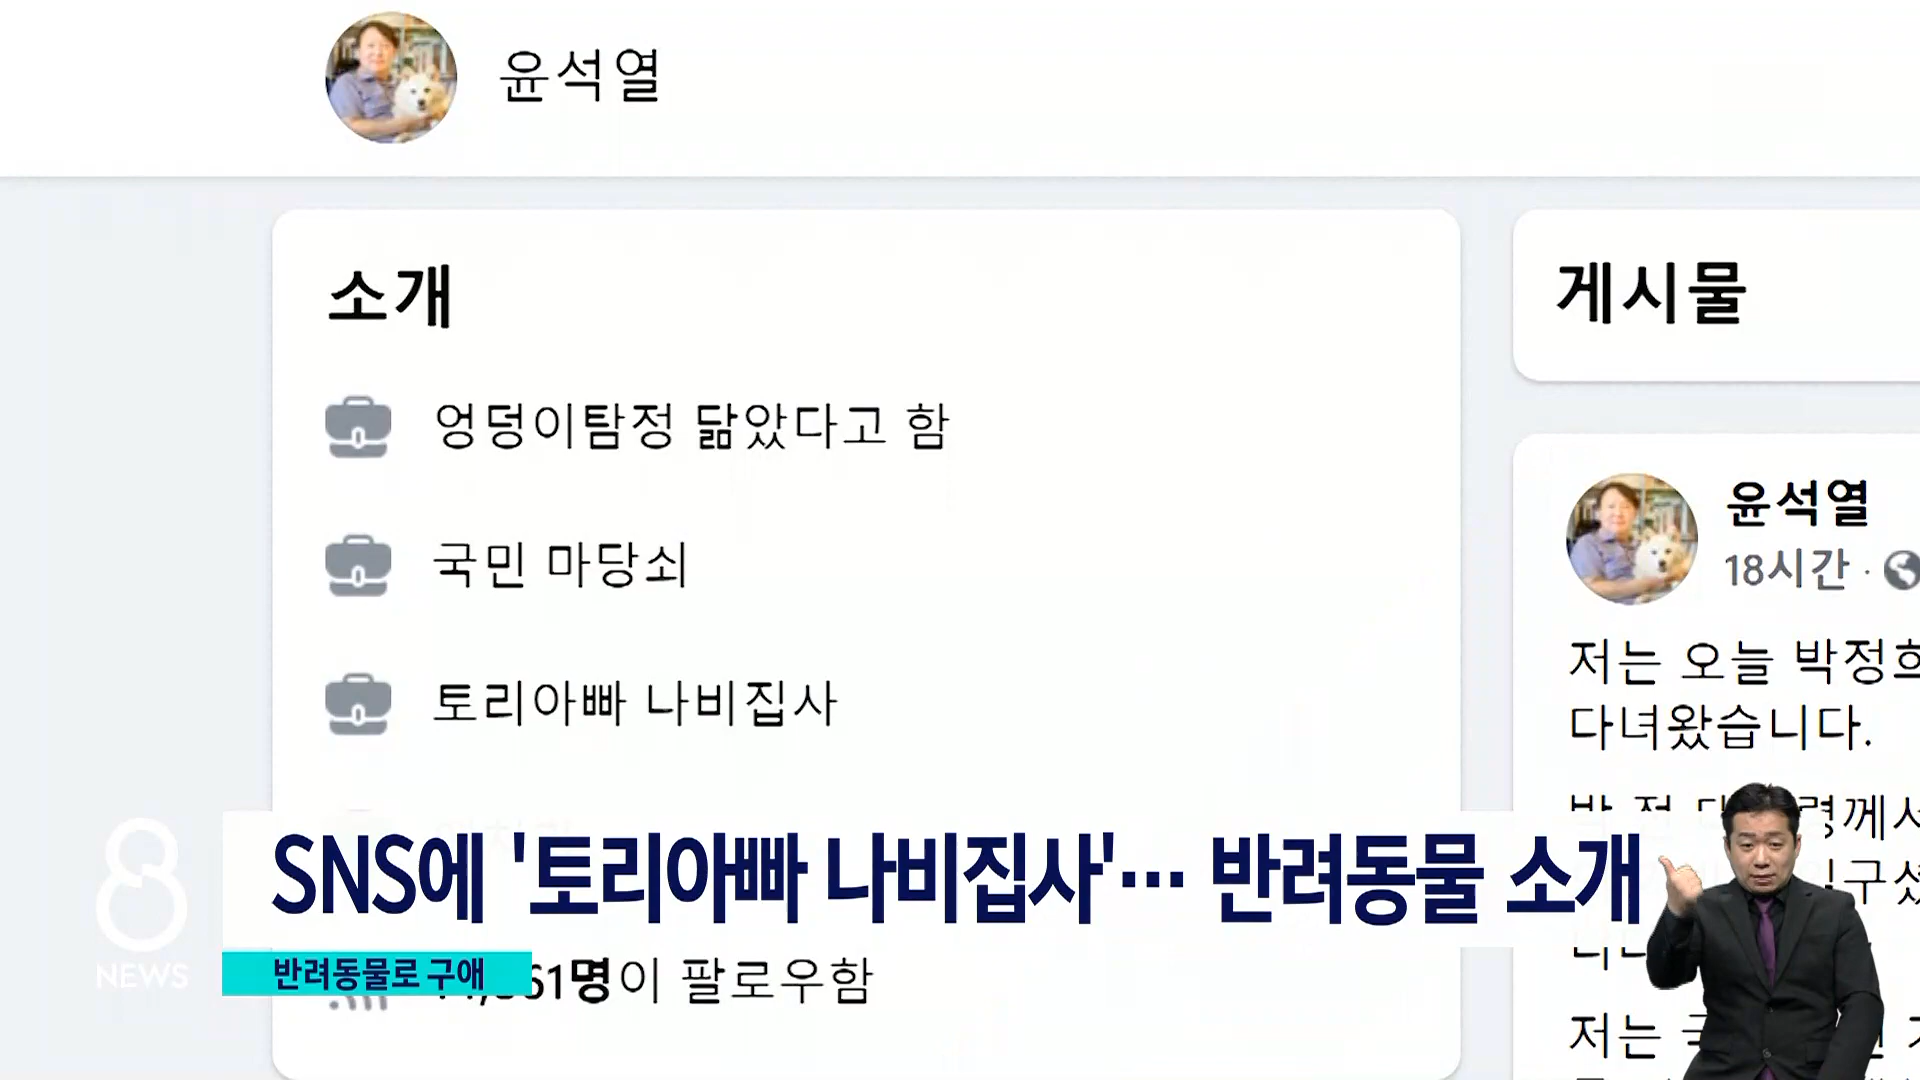 윤석열
소개
엉덩이탐정 닮았다고 함
국민 마당쇠
토리아빠 나비집사
명이 팔로우함
게시물
윤석열
18시간 ·
저는 오늘
다녀왔습니다.
저는
SNS에 '토리아빠 나비집사'… 반려동물 소개
반려동물로 구애
8
NEWS